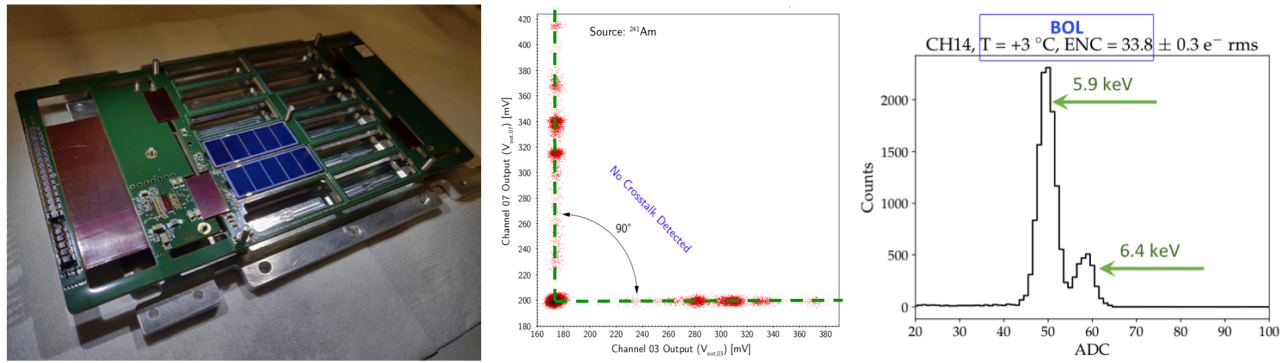 420
400
380
360
340
320
300
280
260
240
220
200
180
Channel 07 Output (V_out,07) [mV]
Source: ²⁴¹Am
No Crosstalk Detected
90°
160 180 200 220 240 260 280 300 320 340 360 380
Channel 03 Output (V_out,03) [mV]
BOL
CH14, T = +3 °C, ENC = 33.8 ± 0.3 e⁻ rms
5.9 keV
6.4 keV
2000
1500
1000
500
0
Counts
20 30 40 50 60 70 80 90 100
ADC